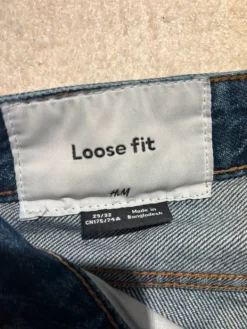 Loose fit
H&M
29/32
CN175/74A
Made in
Bangladesh